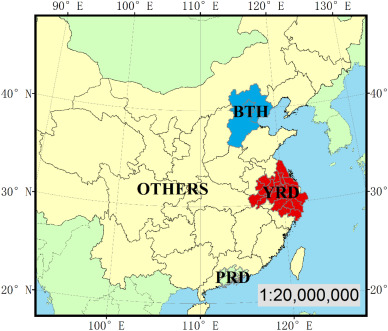 90° E 100° E 110° E 120° E 130° E
40° N 40° N
BTH
30° N 30° N
OTHERS YRD
PRD
20° N 20° N
1:20,000,000
100° E 110° E 120° E